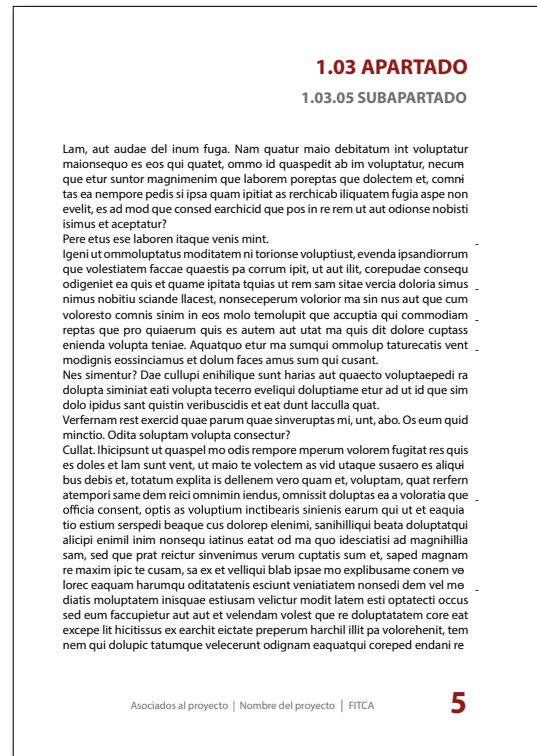 1.03 APARTADO
1.03.05 SUBAPARTADO
Lam, aut audae del inum fuga. Nam quatur maio debitatum int voluptatur
maionsequo es eos qui quatet, ommo id quaspedit ab im voluptatur, necum
que etur suntor magnimenim que laborem poreptas que dolectem et, comni
tas ea nempore pedis si ipsa quam ipitiat as rerchicab iliquatem fugia aspe non
evelit, es ad mod que consed earchicid que pos in re rem ut aut odionse nobisti
isimus et aceptatur?
Pere etus ese laboren itaque venis mint.
Igeni ut ommoluptatus moditatem ni torionse voluptiust, evenda ipsandiorrum
que volestiatem faccae quaestis pa corrum ipit, ut aut ilit, corepudae consequ
odigeniet ea quis et quame ipitata tquias ut rem sam sitae vercia doloria simus
nimus nobitiu sciande llacest, nonseceperum volorior ma sin nus aut que cum
voloresto comnis sinim in eos molo temolupit que accuptia qui commodiam
reptas que pro quiaerum quis es autem aut utat ma quis dit dolore cuptass
enienda volupta teniae. Aquatquo etur ma sumqui ommolup taturecatis vent
modignis eossinciamus et dolum faces amus sum qui cusant.
Nes simentur? Dae cullupi enihilique sunt harias aut quaecto voluptaepedi ra
dolupta siminiat eati volupta tecerro eveliqui doluptiame etur ad ut id que sim
dolo ipidus sant quistin veribuscidis et eat dunt lacculla quat.
Verfernam rest exercid quae parum quae sinveruptas mi, unt, abo. Os eum quid
minctio. Odita soluptam volupta consectur?
Cullat. Ihicipsunt ut quaspel mo odis rempore mperum volorem fugitat res quis
es doles et lam sunt vent, ut maio te volectem as vid utaque susaero es aliqui
bus debis et, totatum explita is dellenem vero quam et, voluptam, quat rerfern
atempori same dem reici omnimin iendus, omnissit doluptas ea a voloratia que
officia consent, optis as voluptium inctibearis sinienis earum qui ut et eaquia
tio estium serspedi beaque cus dolorep elenimi, sanihilliqui beata doluptatqui
alicipi enimil inim nonsequ iatinus eatat od ma quo idesciatisi ad magnihillia
sam, sed que prat reictur sinvenimus verum cuptatis sum et, saped magnam
re maxim ipic te cusam, sa ex et velliqui blab ipsae mo explibusame conem vo
lorec eaquam harumqu oditatatenis esciunt veniatiatem nonsedi dem vel mo
diatis moluptatem inisquae estiusam velictur modit latem esti optatecti occus
sed eum faccupietur aut aut et velendam volest que re doluptatatem core eat
excepe lit hicitissus ex earchit eictate preperum harchil illit pa volorehenit, tem
nem qui dolupic tatumque velecerunt odignam eaquatqui coreped endani re
Asociados al proyecto | Nombre del proyecto | FITCA 5